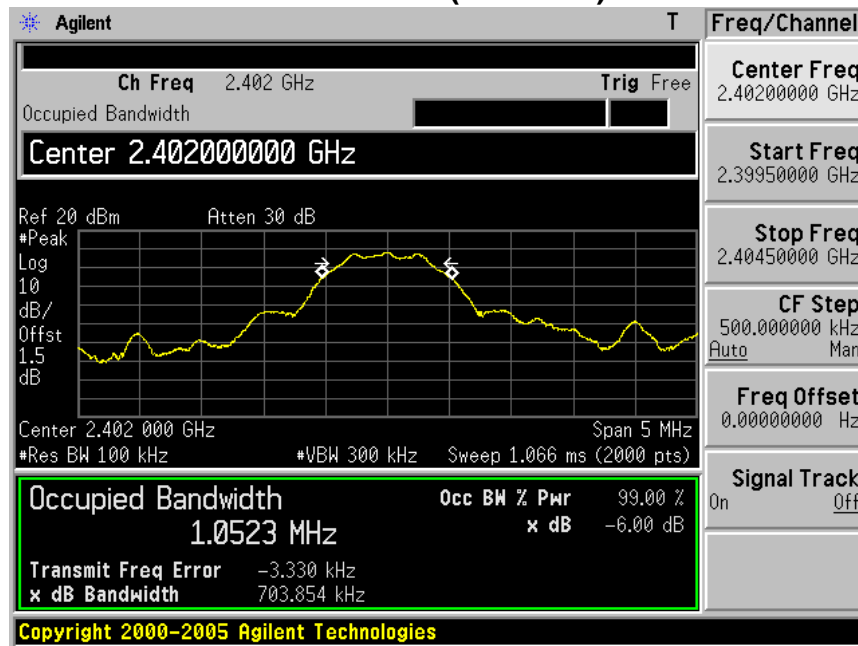 Agilent T Freq/Channel
Ch Freq 2.402 GHz Trig Free
Occupied Bandwidth
Center 2.402000000 GHz
Ref 20 dBm Atten 30 dB
#Peak
Log
10
dB/
Offst
1.5
dB
Center 2.402 000 GHz Span 5 MHz
#Res BW 100 kHz #VBW 300 kHz Sweep 1.066 ms (2000 pts)
Occupied Bandwidth Occ BW % Pwr 99.00 %
1.0523 MHz x dB -6.00 dB
Transmit Freq Error -3.330 kHz
x dB Bandwidth 703.854 kHz
Copyright 2000-2005 Agilent Technologies
Center Freq
2.40200000 GHz
Start Freq
2.39950000 GHz
Stop Freq
2.40450000 GHz
CF Step
500.000000 kHz
Auto Man
Freq Offset
0.00000000 Hz
Signal Track
On Off